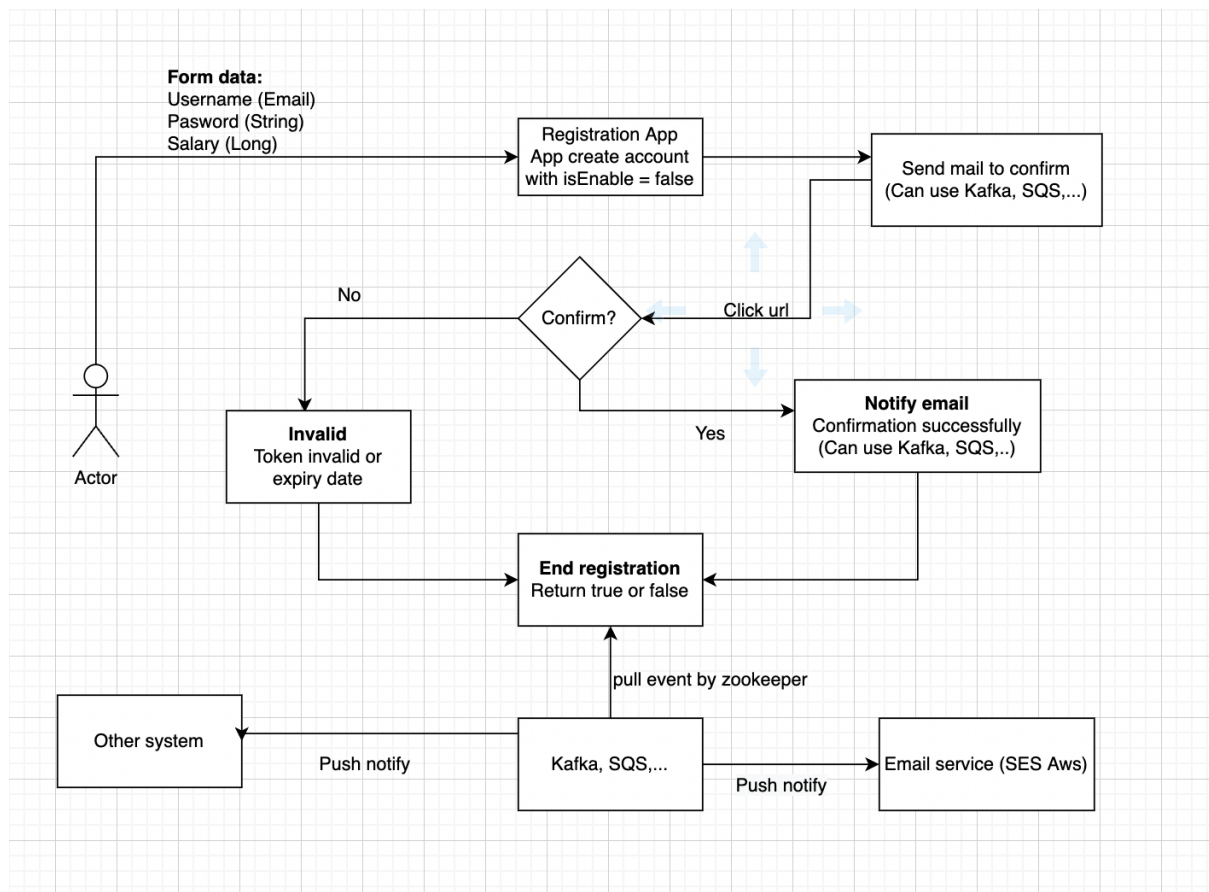 Form data:
Username (Email)
Pasword (String)
Salary (Long)
Registration App
App create account
with isEnable = false
Send mail to confirm
(Can use Kafka, SQS,...)
No
Confirm?
Click url
Actor
Invalid
Token invalid or
expiry date
Yes
Notify email
Confirmation successfully
(Can use Kafka, SQS,..)
End registration
Return true or false
pull event by zookeeper
Other system
Push notify
Kafka, SQS,...
Push notify
Email service (SES Aws)